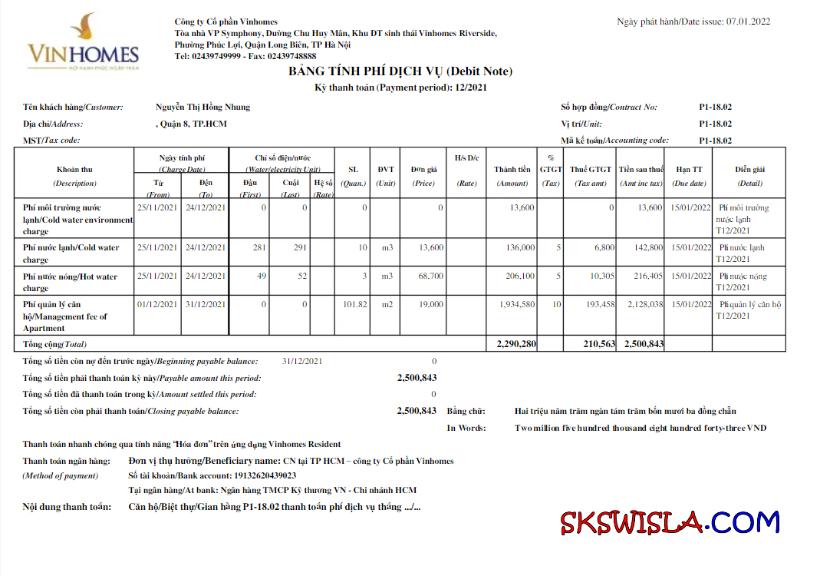 VINHOMES
Công ty Cổ phần Vinhomes
Tòa nhà VP Symphony, Đường Chu Huy Mân, Khu ĐT sinh thái Vinhomes Riverside,
Phường Phúc Lợi, Quận Long Biên, TP Hà Nội
Tel: 02439749999 - Fax: 02439748888
Ngày phát hành/Date issue: 07.01.2022
BẢNG TÍNH PHÍ DỊCH VỤ (Debit Note)
Kỳ thanh toán (Payment period): 12/2021
Tên khách hàng/Customer: Nguyễn Thị Hồng Nhung
Số hợp đồng/Contract No: P1-18.02
Địa chỉ/Address: , Quận 8, TP.HCM
Vị trí/Unit: P1-18.02
MST/Tax code:
Mã kế toán/Accounting code: P1-18.02
Khoản thu (Description) Ngày tính phí (Charge Date) Chỉ số điện/nước (Water/electricity Unit) SL (Quan.) ĐVT (Unit) Đơn giá (Price) H/s D/c (Rate) Thành tiền (Amount) % GTGT (Tax) Thuế GTGT (Tax amt) Tiền sau thuế (Amt inc tax) Hạn TT (Due date) Diễn giải (Detail)
Từ (From) Đến (To) Đầu (First) Cuối (Last) Hệ số (Rate)
Phí môi trường nước lạnh/Cold water environment charge 25/11/2021 24/12/2021 0 0 0 0 13,600 0 13,600 15/01/2022 Phí môi trường nước lạnh T12/2021
Phí nước lạnh/Cold water charge 25/11/2021 24/12/2021 281 291 10 m3 13,600 136,000 5 6,800 142,800 15/01/2022 Phí nước lạnh T12/2021
Phí nước nóng/Hot water charge 25/11/2021 24/12/2021 49 52 3 m3 68,700 206,100 5 10,305 216,405 15/01/2022 Phí nước nóng T12/2021
Phí quản lý căn hộ/Management fee of Apartment 01/12/2021 31/12/2021 0 0 101.82 m2 19,000 1,934,580 10 193,458 2,128,038 15/01/2022 Phí quản lý căn hộ T12/2021
Tổng cộng(Total) 2,290,280 210,563 2,500,843
Tổng số tiền còn nợ đến trước ngày/Beginning payable balance: 31/12/2021 0
Tổng số tiền phải thanh toán kỳ này/Payable amount this period: 2,500,843
Tổng số tiền đã thanh toán trong kỳ/Amount settled this period: 0
Tổng số tiền còn phải thanh toán/Closing payable balance: 2,500,843 Bằng chữ: Hai triệu năm trăm ngàn tám trăm bốn mươi ba đồng chẵn
In Words: Two million five hundred thousand eight hundred forty-three VND
Thanh toán nhanh chóng qua tính năng "Hóa đơn" trên ứng dụng Vinhomes Resident
Thanh toán ngân hàng: Đơn vị thụ hưởng/Beneficiary name: CN tại TP HCM – công ty Cổ phần Vinhomes
(Method of payment) Số tài khoản/Bank account: 19132620439023
Tại ngân hàng/At bank: Ngân hàng TMCP Kỹ thương VN - Chi nhánh HCM
Nội dung thanh toán: Căn hộ/Biệt thự/Gian hàng P1-18.02 thanh toán phí dịch vụ tháng .../...
SKSWISLA.COM